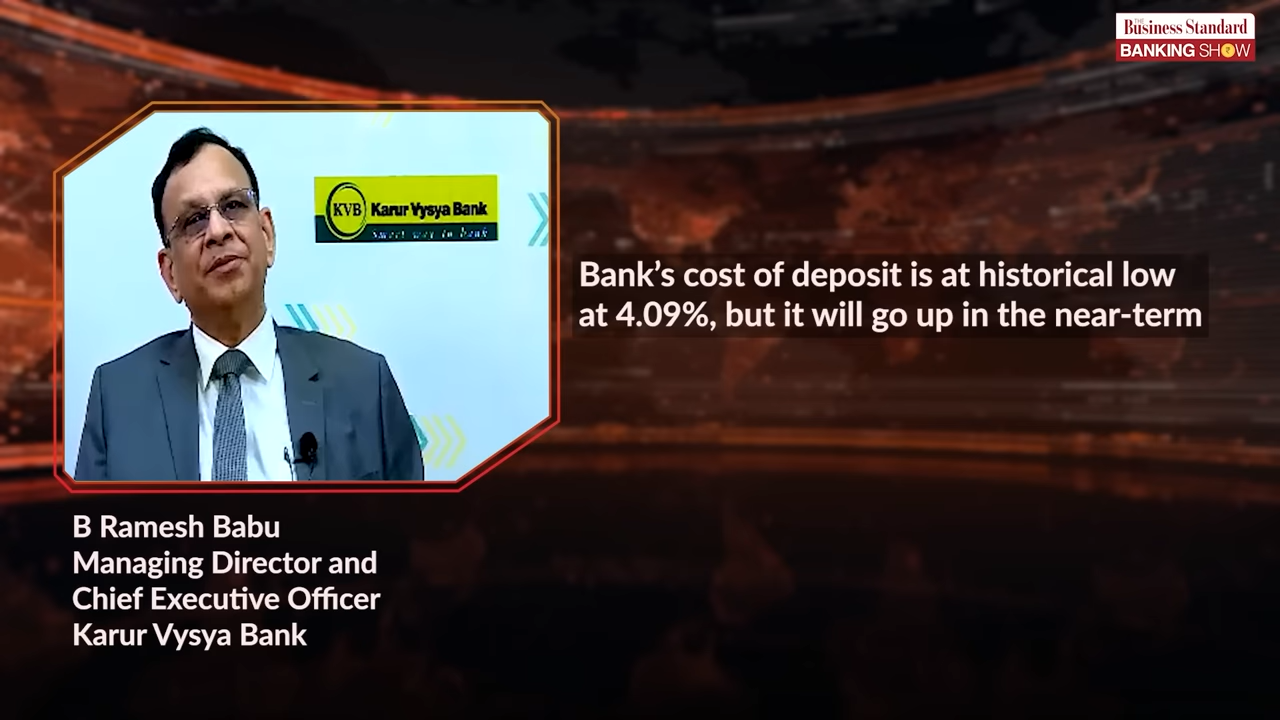 THE
Business Standard
BANKING SHOW
KVB
Karur Vysya Bank
Smart way to bank
Bank's cost of deposit is at historical low
at 4.09%, but it will go up in the near-term
B Ramesh Babu
Managing Director and
Chief Executive Officer
Karur Vysya Bank